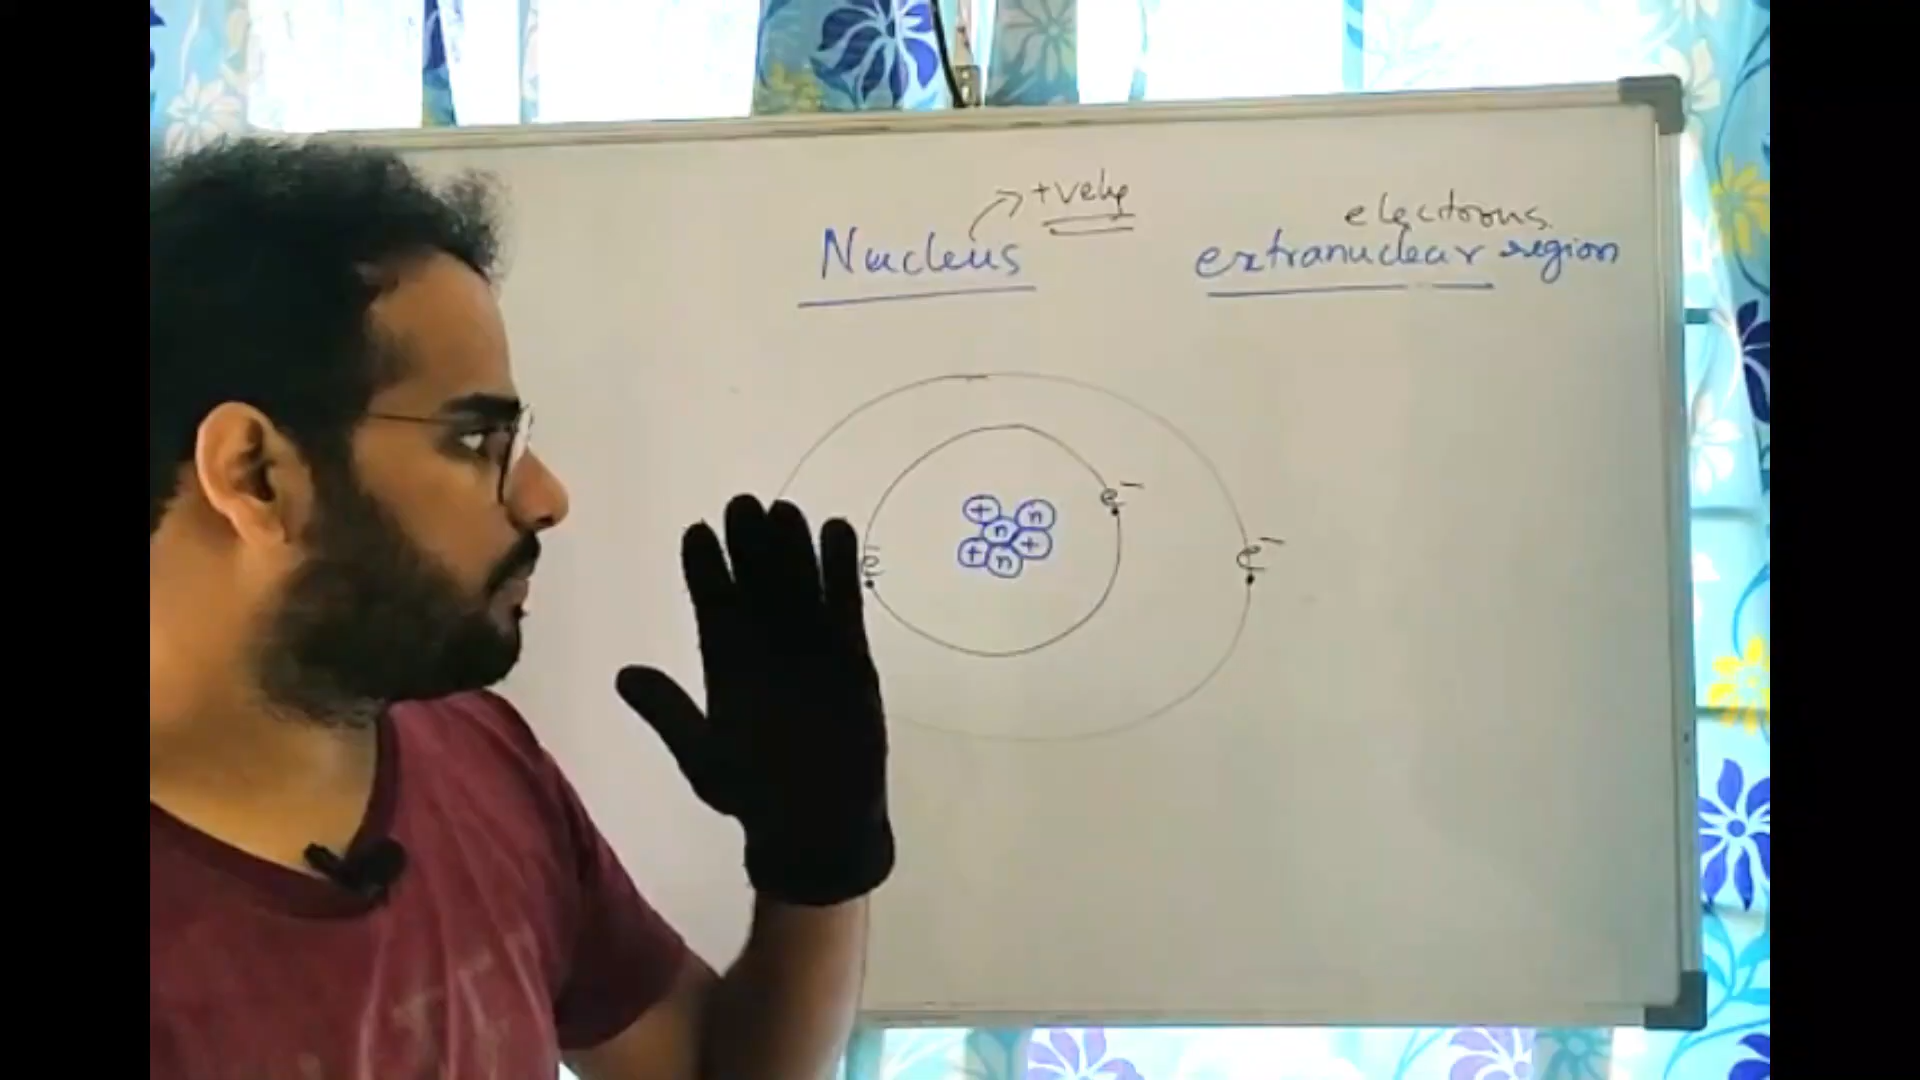 +vely
electrons
Nucleus
extranuclear region
e-
+ n
n
+ +
n
e-
e-